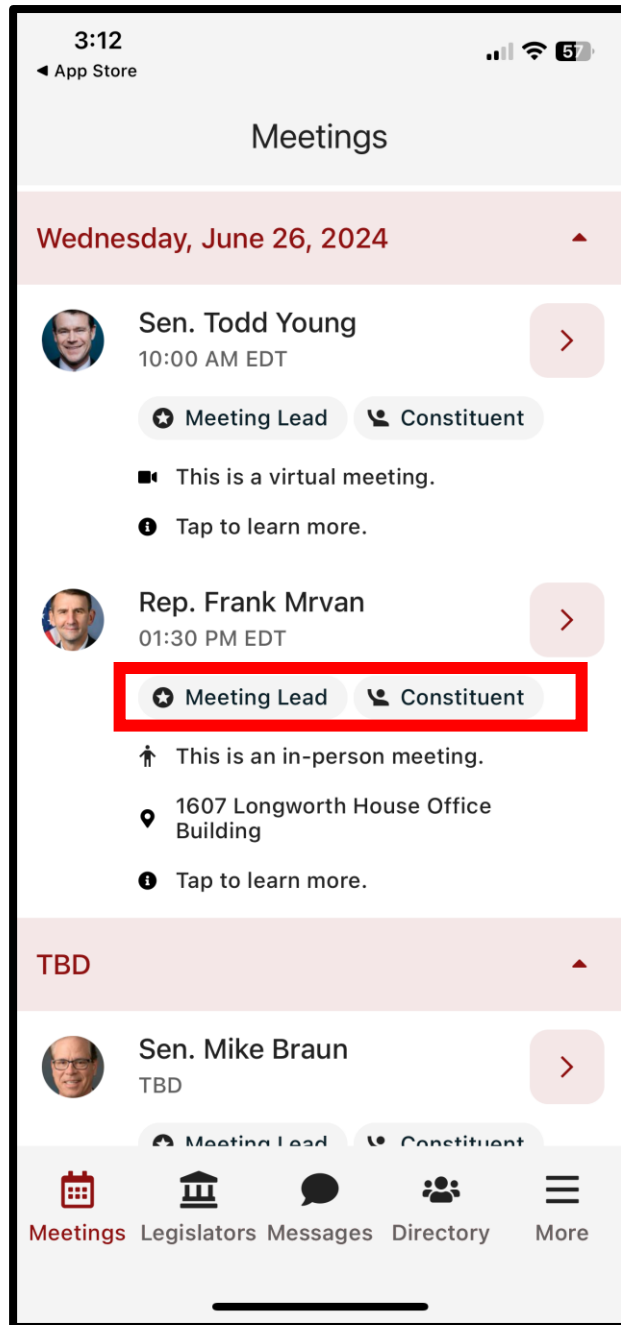 3:12
57
◀ App Store
Meetings
Wednesday, June 26, 2024
Sen. Todd Young
10:00 AM EDT
Meeting Lead Constituent
This is a virtual meeting.
Tap to learn more.
Rep. Frank Mrvan
01:30 PM EDT
Meeting Lead Constituent
This is an in-person meeting.
1607 Longworth House Office
Building
Tap to learn more.
TBD
Sen. Mike Braun
TBD
Meeting Lead Constituent
Meetings Legislators Messages Directory More